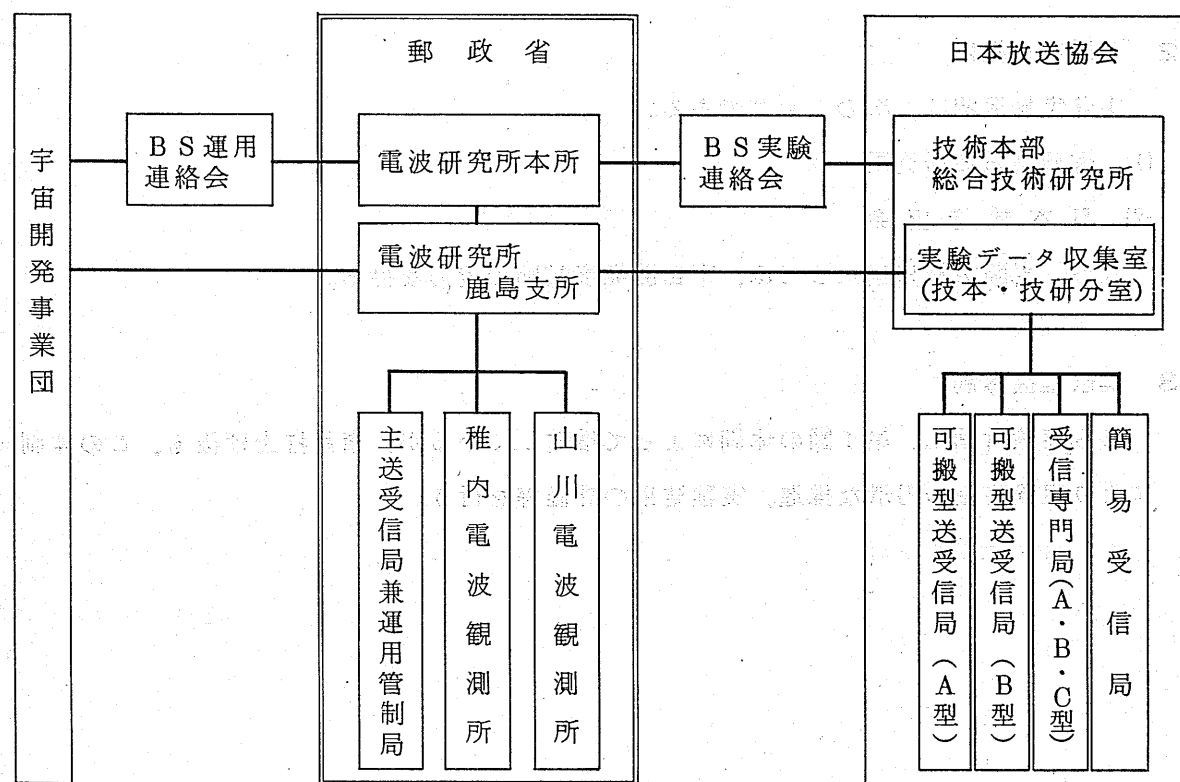 宇宙開発事業団
BS運用
連絡会
郵政省
電波研究所本所
電波研究所
鹿島支所
主送受信局兼運用管制局
稚内電波観測所
山川電波観測所
BS実験
連絡会
日本放送協会
技術本部
総合技術研究所
実験データ収集室
(技本・技研分室)
可搬型送受信局(A型)
可搬型送受信局(B型)
受信専門局(A・B・C型)
簡易受信局